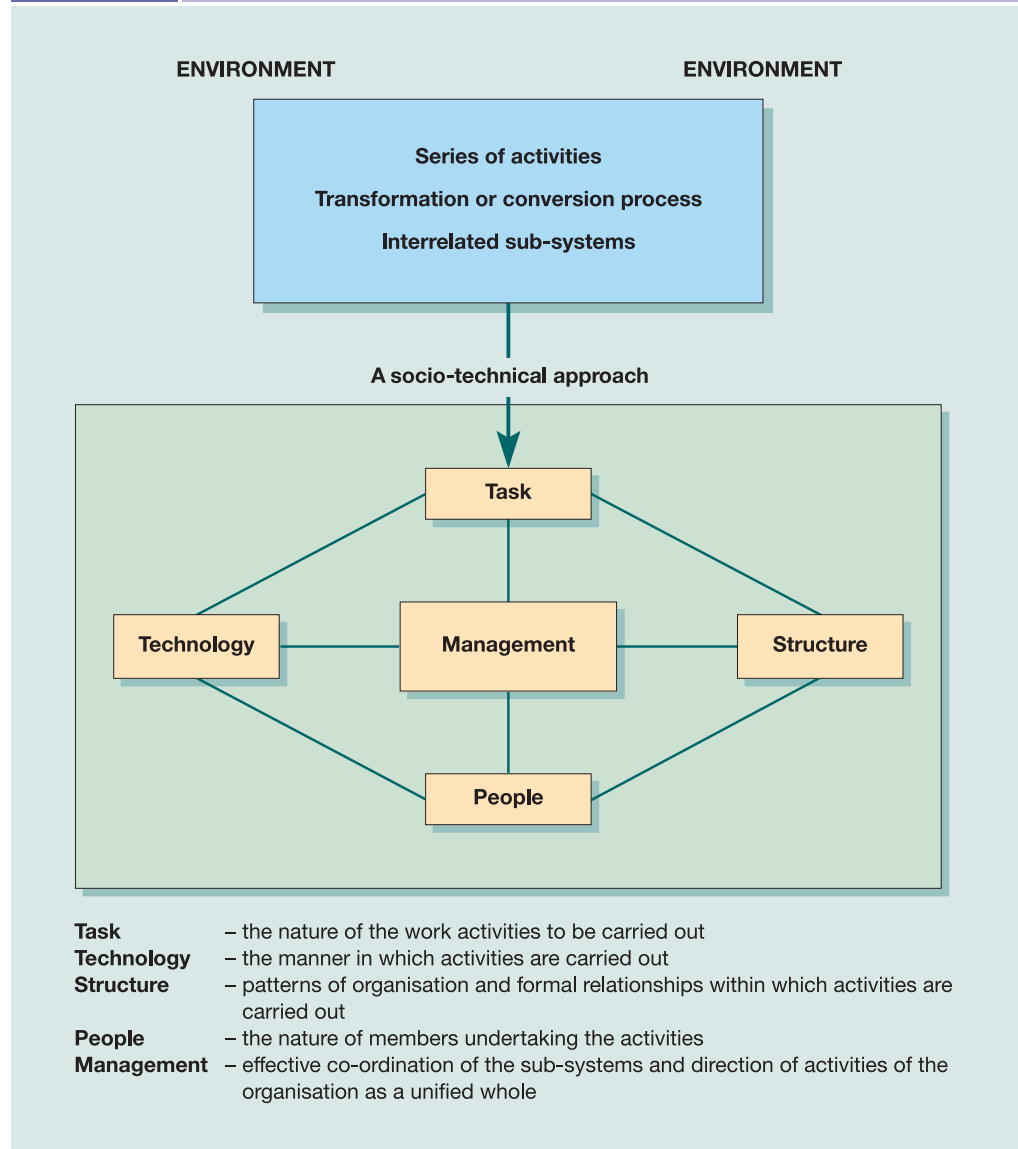 ENVIRONMENT ENVIRONMENT
Series of activities
Transformation or conversion process
Interrelated sub-systems
A socio-technical approach
Task
Technology Management Structure
People
Task – the nature of the work activities to be carried out
Technology – the manner in which activities are carried out
Structure – patterns of organisation and formal relationships within which activities are
carried out
People – the nature of members undertaking the activities
Management – effective co-ordination of the sub-systems and direction of activities of the
organisation as a unified whole